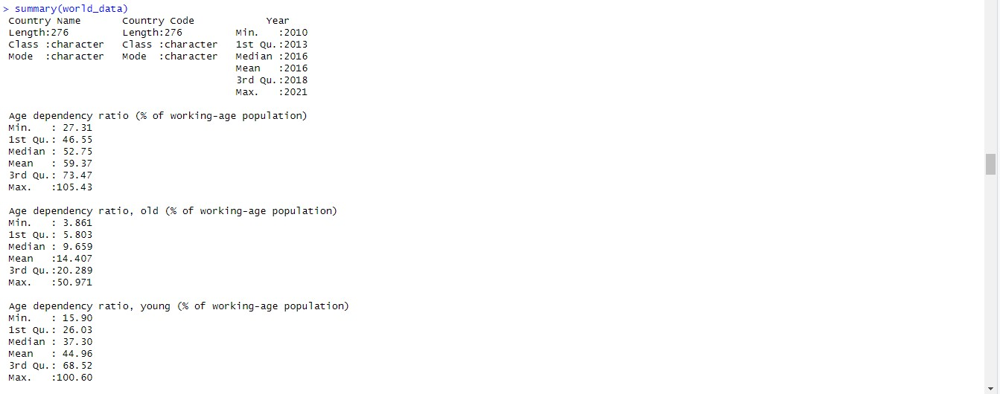 > summary(world_data)
Country Name Country Code Year
Length:276 Length:276 Min. :2010
Class :character Class :character 1st Qu.:2013
Mode :character Mode :character Median :2016
Mean :2016
3rd Qu.:2018
Max. :2021
Age dependency ratio (% of working-age population)
Min. : 27.31
1st Qu.: 46.55
Median : 52.75
Mean : 59.37
3rd Qu.: 73.47
Max. :105.43
Age dependency ratio, old (% of working-age population)
Min. : 3.861
1st Qu.: 5.803
Median : 9.659
Mean :14.407
3rd Qu.:20.289
Max. :50.971
Age dependency ratio, young (% of working-age population)
Min. : 15.90
1st Qu.: 26.03
Median : 37.30
Mean : 44.96
3rd Qu.: 68.52
Max. :100.60